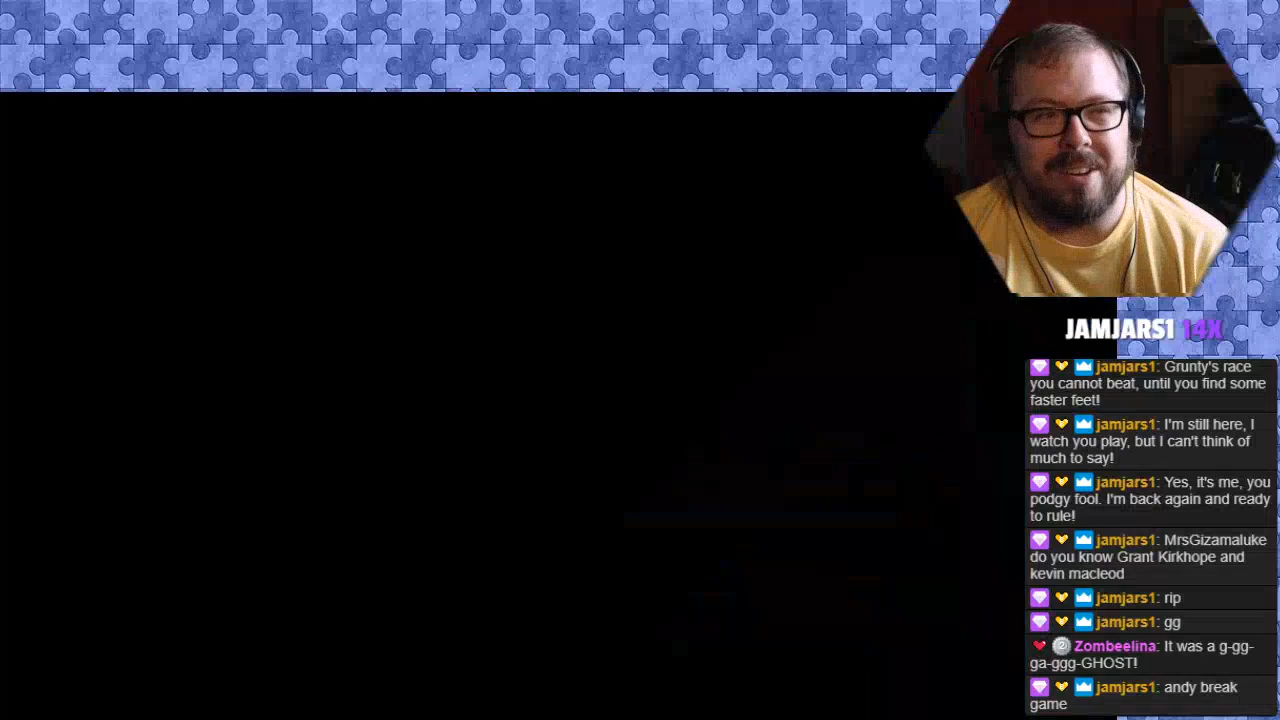 JAMJARS1 14X
jamjars1: Grunty's race
you cannot beat, until you find some
faster feet!
jamjars1: I'm still here, I
watch you play, but I can't think of
much to say!
jamjars1: Yes, it's me, you
podgy fool. I'm back again and ready
to rule!
jamjars1: MrsGizamaluke
do you know Grant Kirkhope and
kevin macleod
jamjars1: rip
jamjars1: gg
Zombeelina: It was a g-gg-
ga-ggg-GHOST!
jamjars1: andy break
game